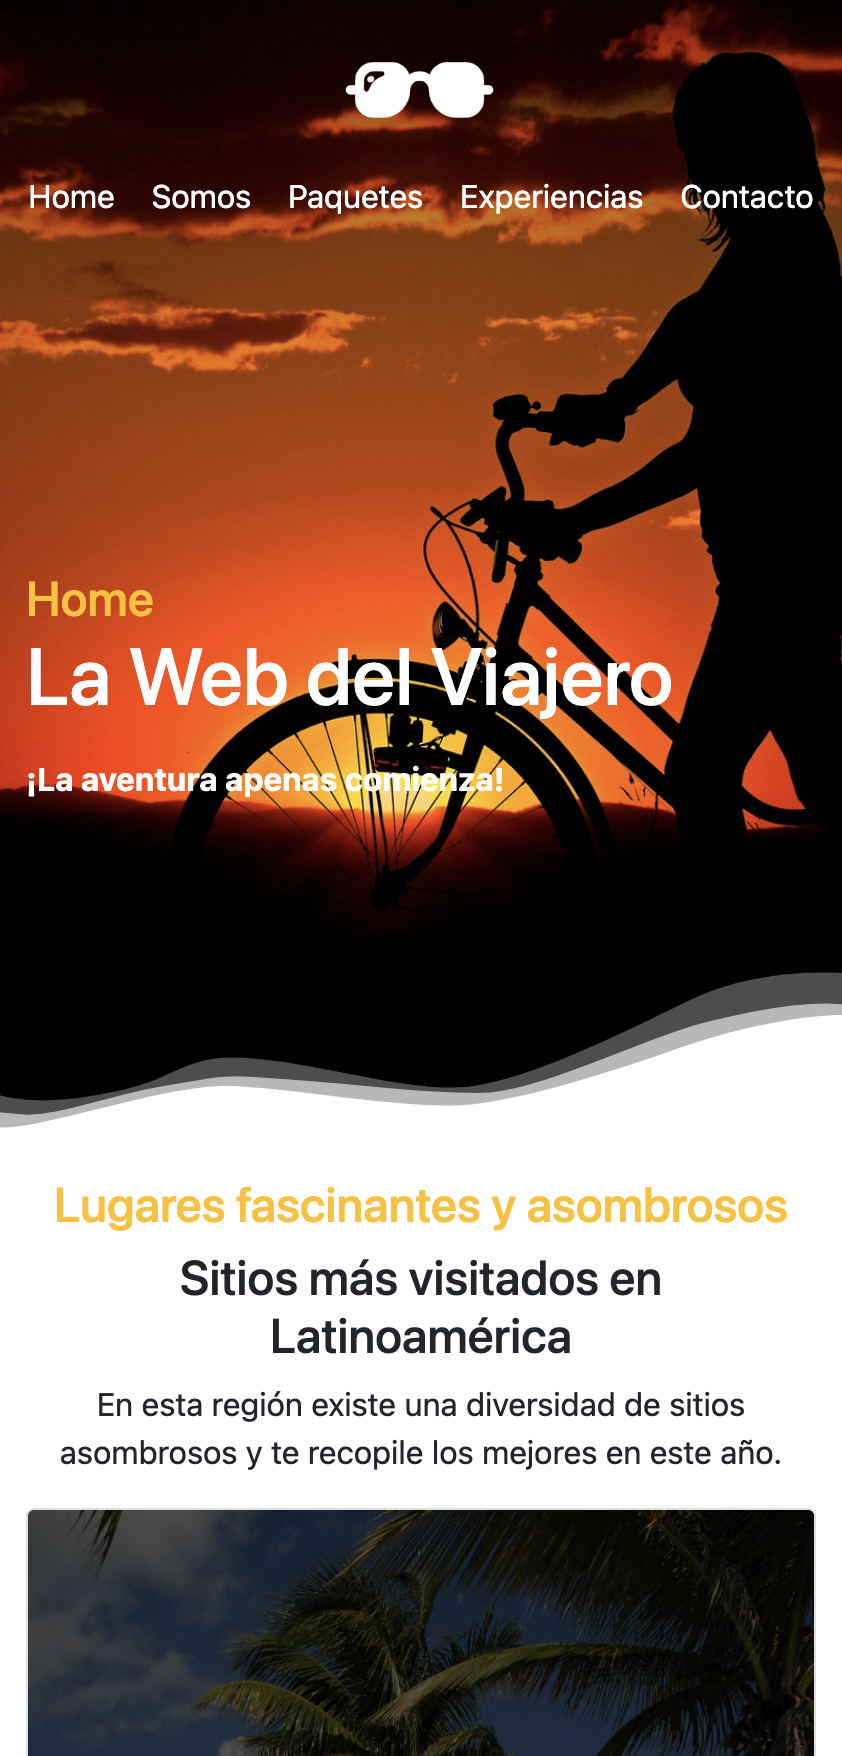 Home Somos Paquetes Experiencias Contacto
Home
La Web del Viajero
¡La aventura apenas comienza!
Lugares fascinantes y asombrosos
Sitios más visitados en
Latinoamérica
En esta región existe una diversidad de sitios
asombrosos y te recopile los mejores en este año.